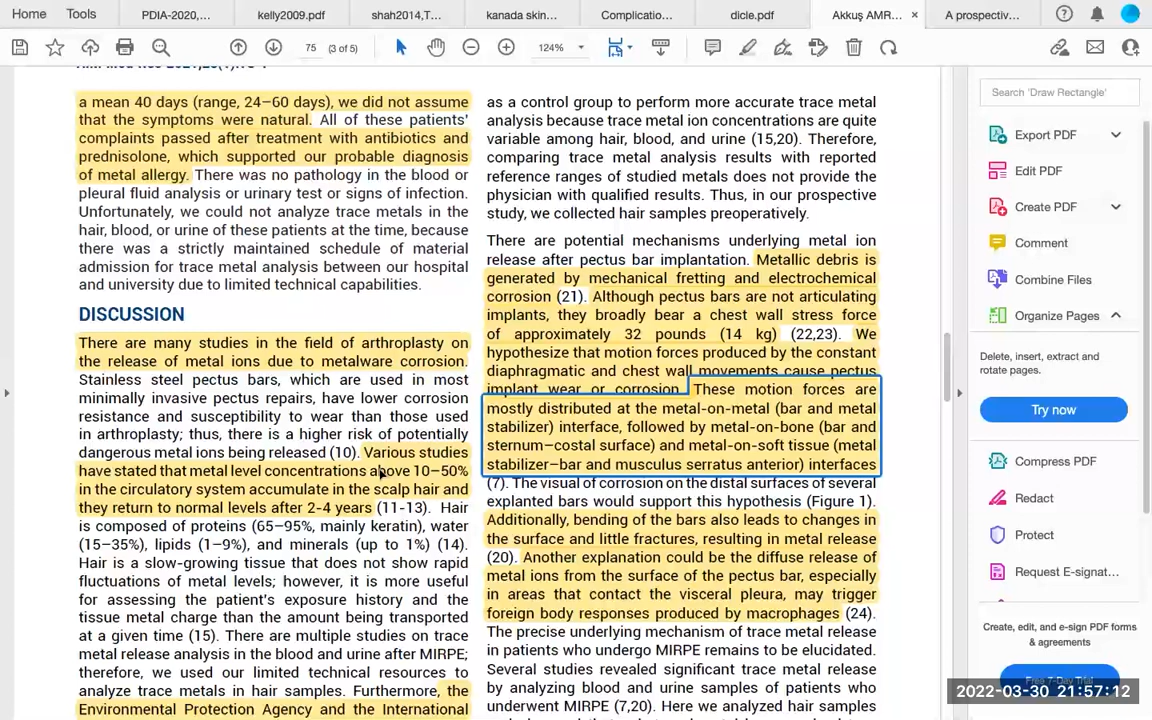 Home
Tools
PDIA-2020,...
kelly2009.pdf
shah2014,T...
kanada skin...
Complicatio...
dicle.pdf
Akkuş AMR...
×
A prospectiv...
75
(3 of 5)
124%
a mean 40 days (range, 24–60 days), we did not assume
that the symptoms were natural. All of these patients'
complaints passed after treatment with antibiotics and
prednisolone, which supported our probable diagnosis
of metal allergy. There was no pathology in the blood or
pleural fluid analysis or urinary test or signs of infection.
Unfortunately, we could not analyze trace metals in the
hair, blood, or urine of these patients at the time, because
there was a strictly maintained schedule of material
admission for trace metal analysis between our hospital
and university due to limited technical capabilities.
DISCUSSION
There are many studies in the field of arthroplasty on
the release of metal ions due to metalware corrosion.
Stainless steel pectus bars, which are used in most
minimally invasive pectus repairs, have lower corrosion
resistance and susceptibility to wear than those used
in arthroplasty; thus, there is a higher risk of potentially
dangerous metal ions being released (10). Various studies
have stated that metal level concentrations above 10–50%
in the circulatory system accumulate in the scalp hair and
they return to normal levels after 2-4 years (11-13). Hair
is composed of proteins (65–95%, mainly keratin), water
(15–35%), lipids (1–9%), and minerals (up to 1%) (14).
Hair is a slow-growing tissue that does not show rapid
fluctuations of metal levels; however, it is more useful
for assessing the patient's exposure history and the
tissue metal charge than the amount being transported
at a given time (15). There are multiple studies on trace
metal release analysis in the blood and urine after MIRPE;
therefore, we used our limited technical resources to
analyze trace metals in hair samples. Furthermore, the
Environmental Protection Agency and the International
as a control group to perform more accurate trace metal
analysis because trace metal ion concentrations are quite
variable among hair, blood, and urine (15,20). Therefore,
comparing trace metal analysis results with reported
reference ranges of studied metals does not provide the
physician with qualified results. Thus, in our prospective
study, we collected hair samples preoperatively.
There are potential mechanisms underlying metal ion
release after pectus bar implantation. Metallic debris is
generated by mechanical fretting and electrochemical
corrosion (21). Although pectus bars are not articulating
implants, they broadly bear a chest wall stress force
of approximately 32 pounds (14 kg) (22,23). We
hypothesize that motion forces produced by the constant
diaphragmatic and chest wall movements cause pectus
implant wear or corrosion. These motion forces are
mostly distributed at the metal-on-metal (bar and metal
stabilizer) interface, followed by metal-on-bone (bar and
sternum–costal surface) and metal-on-soft tissue (metal
stabilizer–bar and musculus serratus anterior) interfaces
(7). The visual of corrosion on the distal surfaces of several
explanted bars would support this hypothesis (Figure 1).
Additionally, bending of the bars also leads to changes in
the surface and little fractures, resulting in metal release
(20). Another explanation could be the diffuse release of
metal ions from the surface of the pectus bar, especially
in areas that contact the visceral pleura, may trigger
foreign body responses produced by macrophages (24).
The precise underlying mechanism of trace metal release
in patients who undergo MIRPE remains to be elucidated.
Several studies revealed significant trace metal release
by analyzing blood and urine samples of patients who
underwent MIRPE (7,20). Here we analyzed hair samples
Search 'Draw Rectangle'
Export PDF
Edit PDF
Create PDF
Comment
Combine Files
Organize Pages
Delete, insert, extract and
rotate pages.
Try now
Compress PDF
Redact
Protect
Request E-signat...
Create, edit, and e-sign PDF forms
& agreements
Free 7-Day Trial
2022-03-30 21:57:12